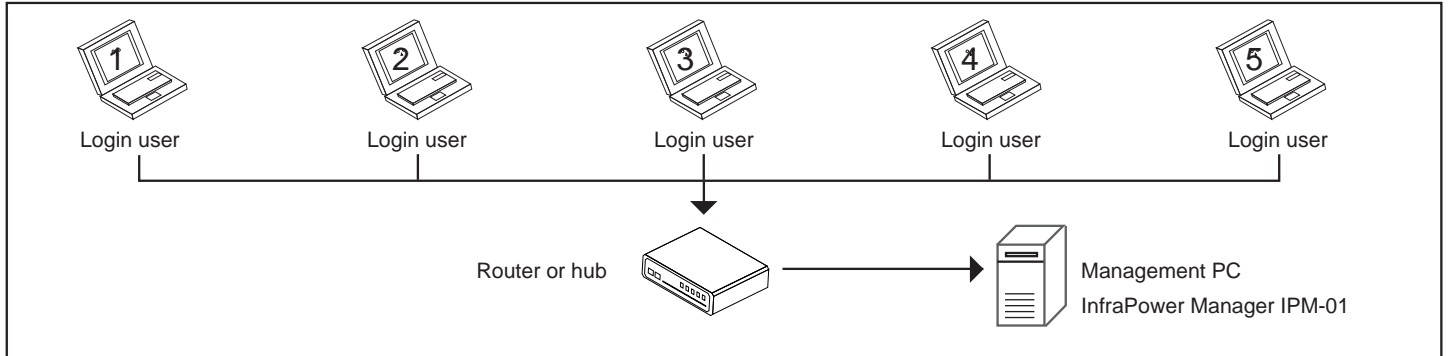 1 2 3 4 5
Login user Login user Login user Login user Login user
Router or hub
Management PC
InfraPower Manager IPM-01